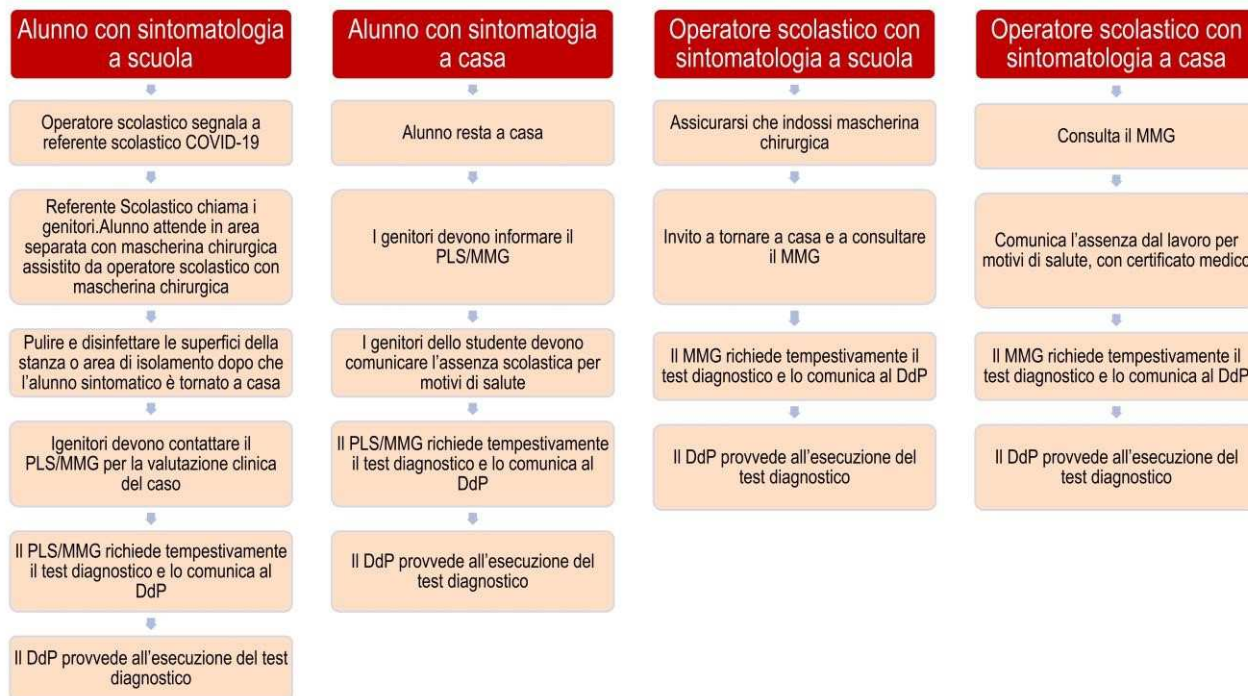 Alunno con sintomatologia
a scuola
Operatore scolastico segnala a
referente scolastico COVID-19
Referente Scolastico chiama i
genitori.Alunno attende in area
separata con mascherina chirurgica
assistito da operatore scolastico con
mascherina chirurgica
Pulire e disinfettare le superfici della
stanza o area di isolamento dopo che
l'alunno sintomatico è tornato a casa
Igenitori devono contattare il
PLS/MMG per la valutazione clinica
del caso
Il PLS/MMG richiede tempestivamente
il test diagnostico e lo comunica al
DdP
Il DdP provvede all'esecuzione del test
diagnostico
Alunno con sintomatogia
a casa
Alunno resta a casa
I genitori devono informare il
PLS/MMG
I genitori dello studente devono
comunicare l'assenza scolastica per
motivi di salute
Il PLS/MMG richiede tempestivamente
il test diagnostico e lo comunica al
DdP
Il DdP provvede all'esecuzione del
test diagnostico
Operatore scolastico con
sintomatologia a scuola
Assicurarsi che indossi mascherina
chirurgica
Invito a tornare a casa e a consultare
il MMG
Il MMG richiede tempestivamente il
test diagnostico e lo comunica al DdP
Il DdP provvede all'esecuzione del
test diagnostico
Operatore scolastico con
sintomatologia a casa
Consulta il MMG
Comunica l'assenza dal lavoro per
motivi di salute, con certificato medico
Il MMG richiede tempestivamente il
test diagnostico e lo comunica al DdP
Il DdP provvede all'esecuzione del
test diagnostico